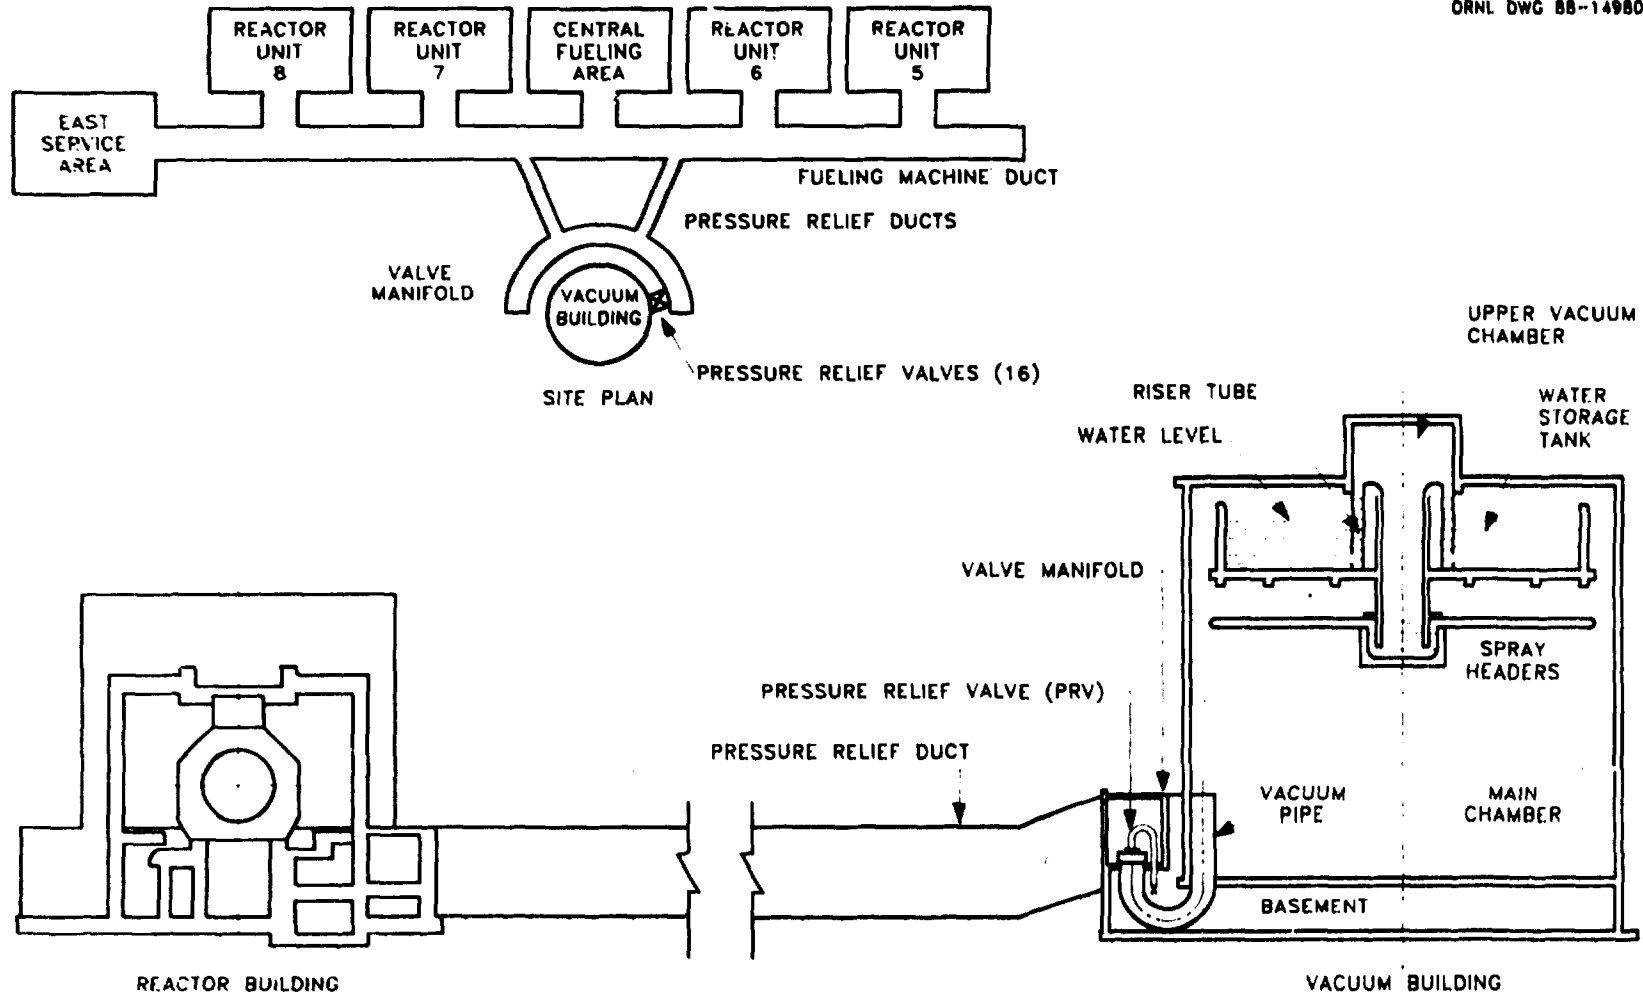 ORNL DWG 88-14980
REACTOR
UNIT
8
REACTOR
UNIT
7
CENTRAL
FUELING
AREA
REACTOR
UNIT
6
REACTOR
UNIT
5
EAST
SERVICE
AREA
FUELING MACHINE DUCT
PRESSURE RELIEF DUCTS
VALVE
MANIFOLD
VACUUM
BUILDING
PRESSURE RELIEF VALVES (16)
SITE PLAN
UPPER VACUUM
CHAMBER
RISER TUBE
WATER
STORAGE
TANK
WATER LEVEL
VALVE MANIFOLD
SPRAY
HEADERS
PRESSURE RELIEF VALVE (PRV)
PRESSURE RELIEF DUCT
VACUUM
PIPE
MAIN
CHAMBER
BASEMENT
REACTOR BUILDING
VACUUM BUILDING